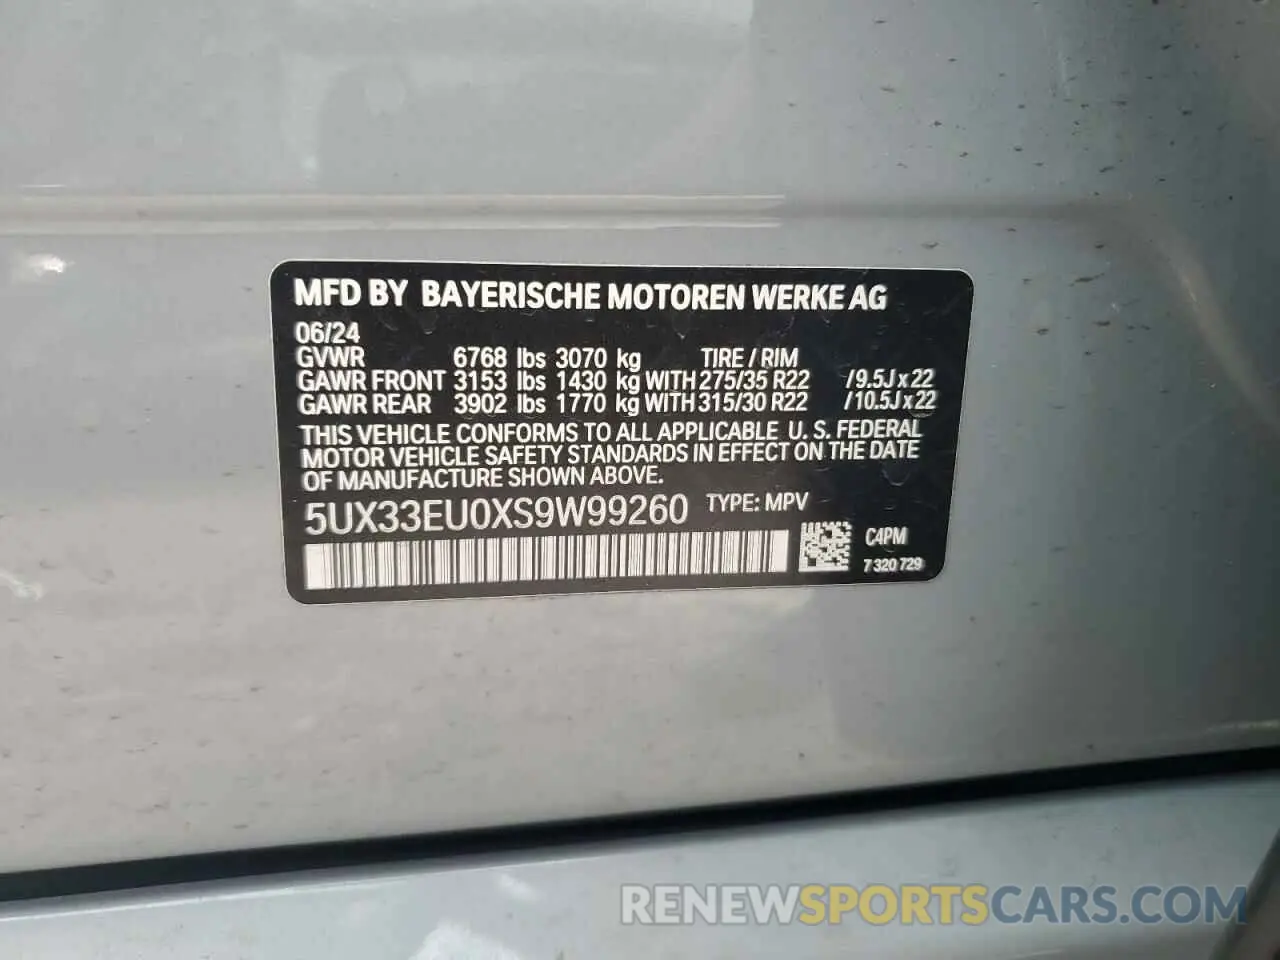 MFD BY BAYERISCHE MOTOREN WERKE AG
06/24
GVWR 6768 lbs 3070 kg TIRE / RIM
GAWR FRONT 3153 lbs 1430 kg WITH 275/35 R22 /9.5J x 22
GAWR REAR 3902 lbs 1770 kg WITH 315/30 R22 /10.5J x 22
THIS VEHICLE CONFORMS TO ALL APPLICABLE U. S. FEDERAL
MOTOR VEHICLE SAFETY STANDARDS IN EFFECT ON THE DATE
OF MANUFACTURE SHOWN ABOVE.
5UX33EU0XS9W99260 TYPE: MPV
C4PM
7 320 729
RENEWSPORTSCARS.COM